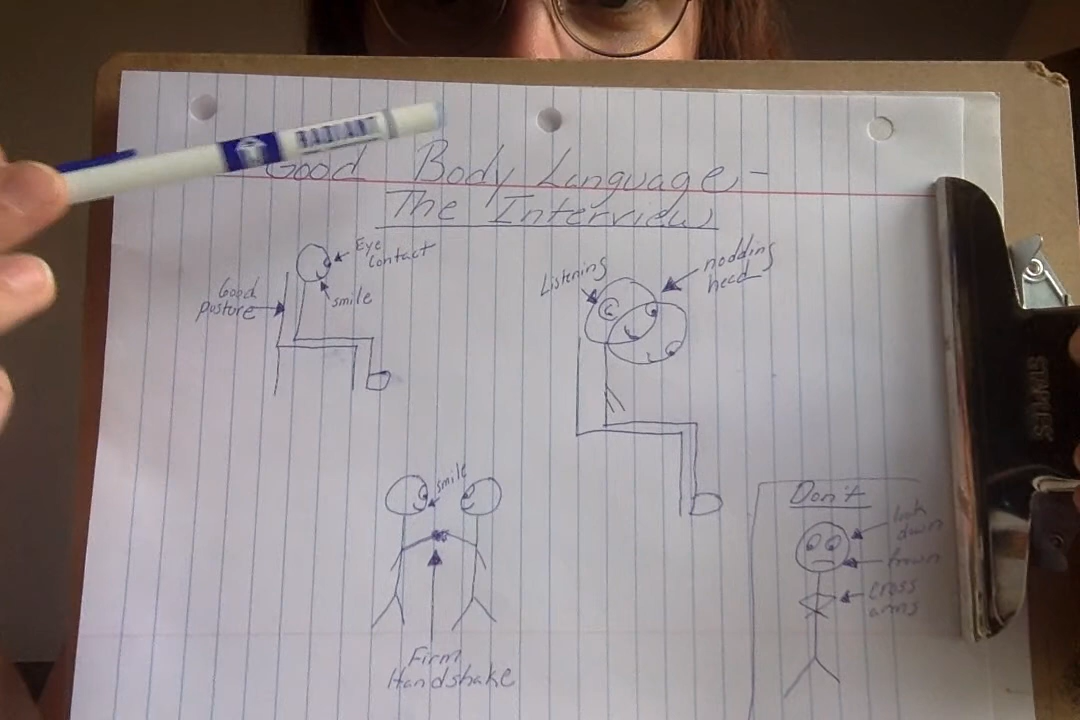 Good Body Language-
The Interview
Eye
contact
smile
Good
posture
Listening
nodding
head
smile
Firm
Handshake
Don't
look
down
frown
cross
arms
STAPLES